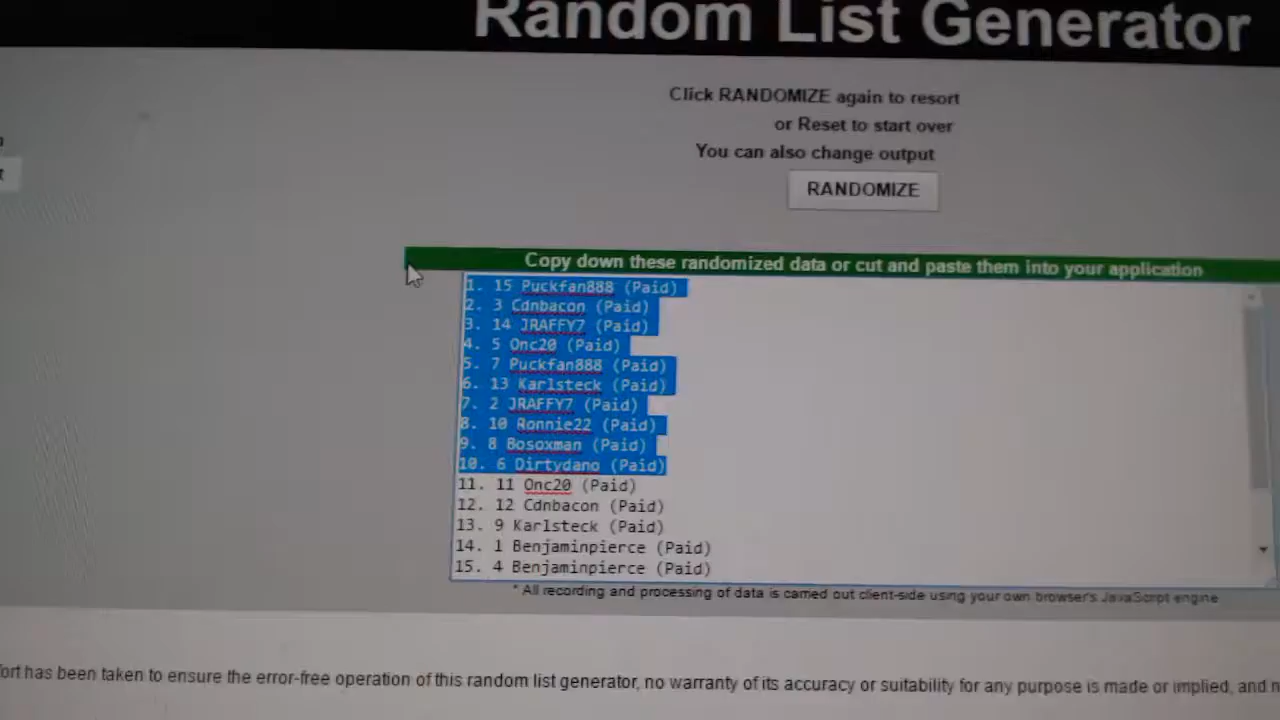 Random List Generator
Click RANDOMIZE again to resort
or Reset to start over
You can also change output
RANDOMIZE
Copy down these randomized data or cut and paste them into your application
1. 15 Puckfan888 (Paid)
2. 3 Cdnbacon (Paid)
3. 14 JRAFFY7 (Paid)
4. 5 Onc20 (Paid)
5. 7 Puckfan888 (Paid)
6. 13 Karlsteck (Paid)
7. 2 JRAFFY7 (Paid)
8. 10 Ronnie22 (Paid)
9. 8 Bosoxman (Paid)
10. 6 Dirtydano (Paid)
11. 11 Onc20 (Paid)
12. 12 Cdnbacon (Paid)
13. 9 Karlsteck (Paid)
14. 1 Benjaminpierce (Paid)
15. 4 Benjaminpierce (Paid)
* All recording and processing of data is carried out client-side using your own browser's JavaScript engine
has been taken to ensure the error-free operation of this random list generator, no warranty of its accuracy or suitability for any purpose is made or implied, and